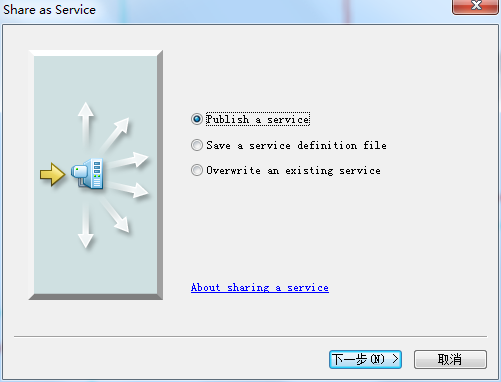 Share as Service
Publish a service
Save a service definition file
Overwrite an existing service
About sharing a service
下一步(N) >
取消